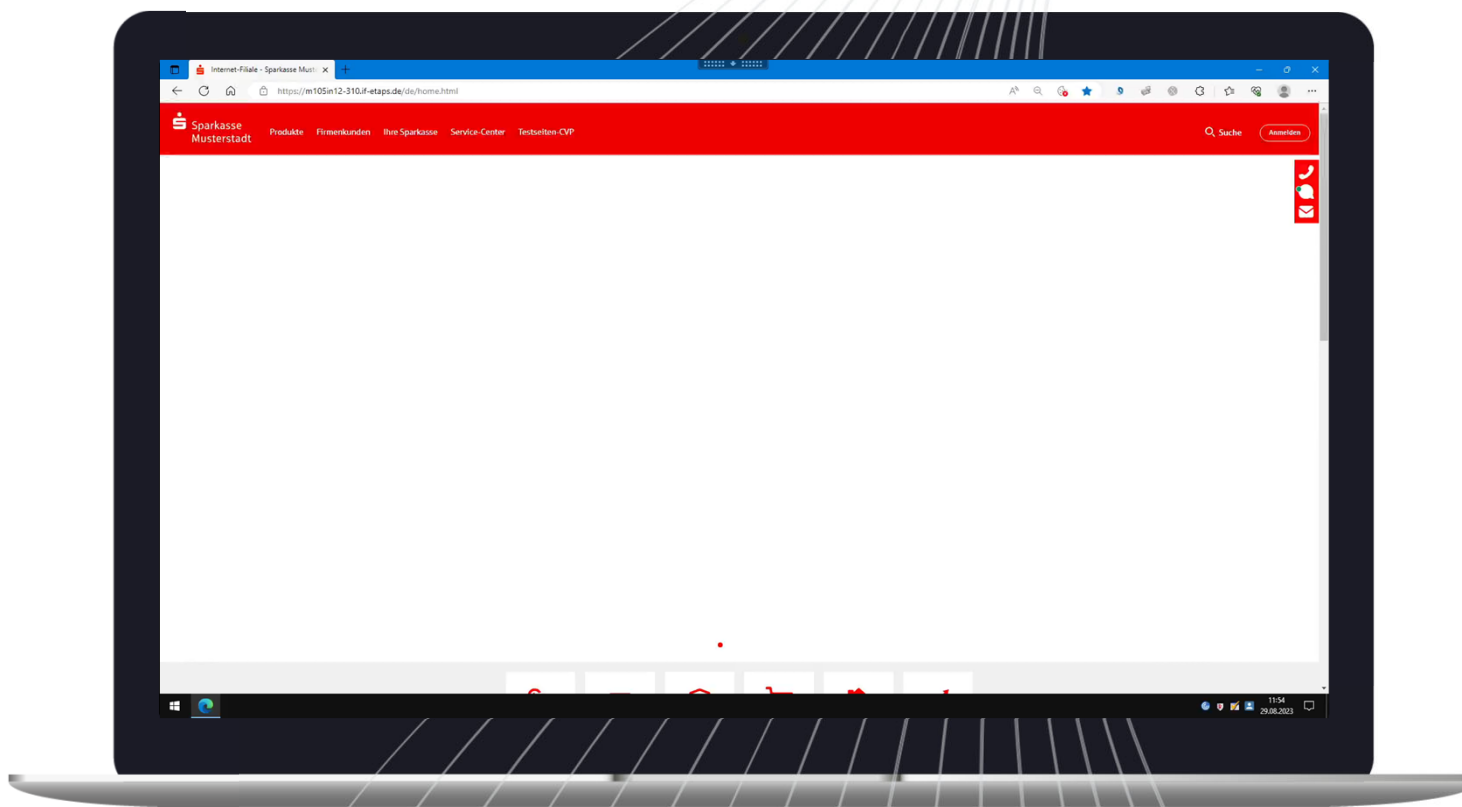 Internet-Filiale - Sparkasse Must
https://m105in12-310.if-etaps.de/de/home.html
Sparkasse
Musterstadt
Produkte Firmenkunden Ihre Sparkasse Service-Center Testseiten-CVP
Suche Anmelden
11:54
29.08.2023